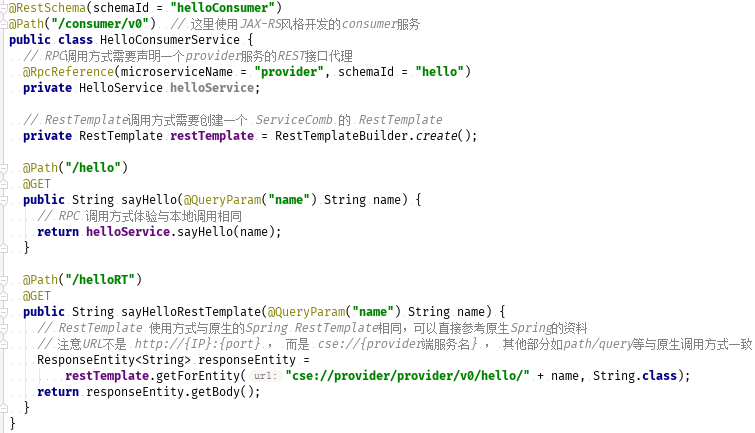 @RestSchema(schemaId = "helloConsumer")
@Path("/consumer/v0")  // 这里使用JAX-RS风格开发的consumer服务
public class HelloConsumerService {
  // RPC调用方式需要声明一个provider服务的REST接口代理
  @RpcReference(microserviceName = "provider", schemaId = "hello")
  private HelloService helloService;

  // RestTemplate调用方式需要创建一个 ServiceComb 的 RestTemplate
  private RestTemplate restTemplate = RestTemplateBuilder.create();

  @Path("/hello")
  @GET
  public String sayHello(@QueryParam("name") String name) {
    // RPC 调用方式体验与本地调用相同
    return helloService.sayHello(name);
  }

  @Path("/helloRT")
  @GET
  public String sayHelloRestTemplate(@QueryParam("name") String name) {
    // RestTemplate 使用方式与原生的Spring RestTemplate相同，可以直接参考原生Spring的资料
    // 注意URL不是 http://{IP}:{port} ， 而是 cse://{provider端服务名} ， 其他部分如path/query等与原生调用方式一致
    ResponseEntity<String> responseEntity =
        restTemplate.getForEntity( url: "cse://provider/provider/v0/hello/" + name, String.class);
    return responseEntity.getBody();
  }
}